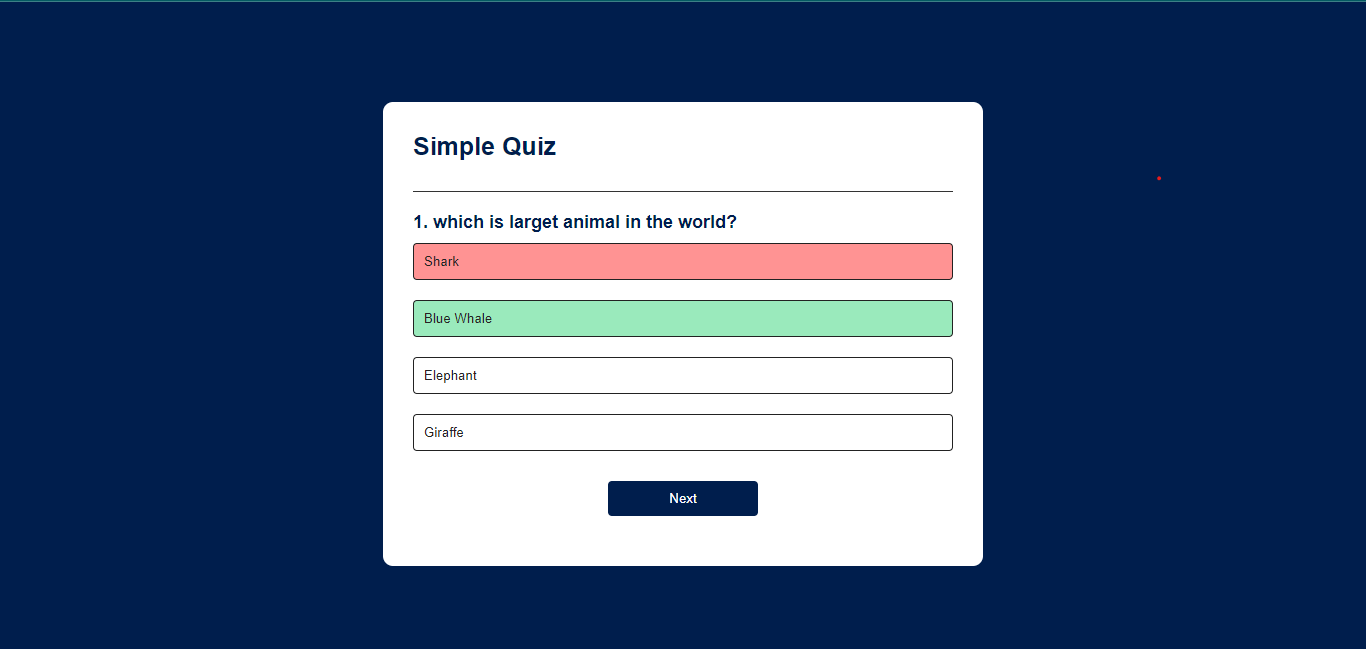 Simple Quiz
1. which is larget animal in the world?
Shark
Blue Whale
Elephant
Giraffe
Next